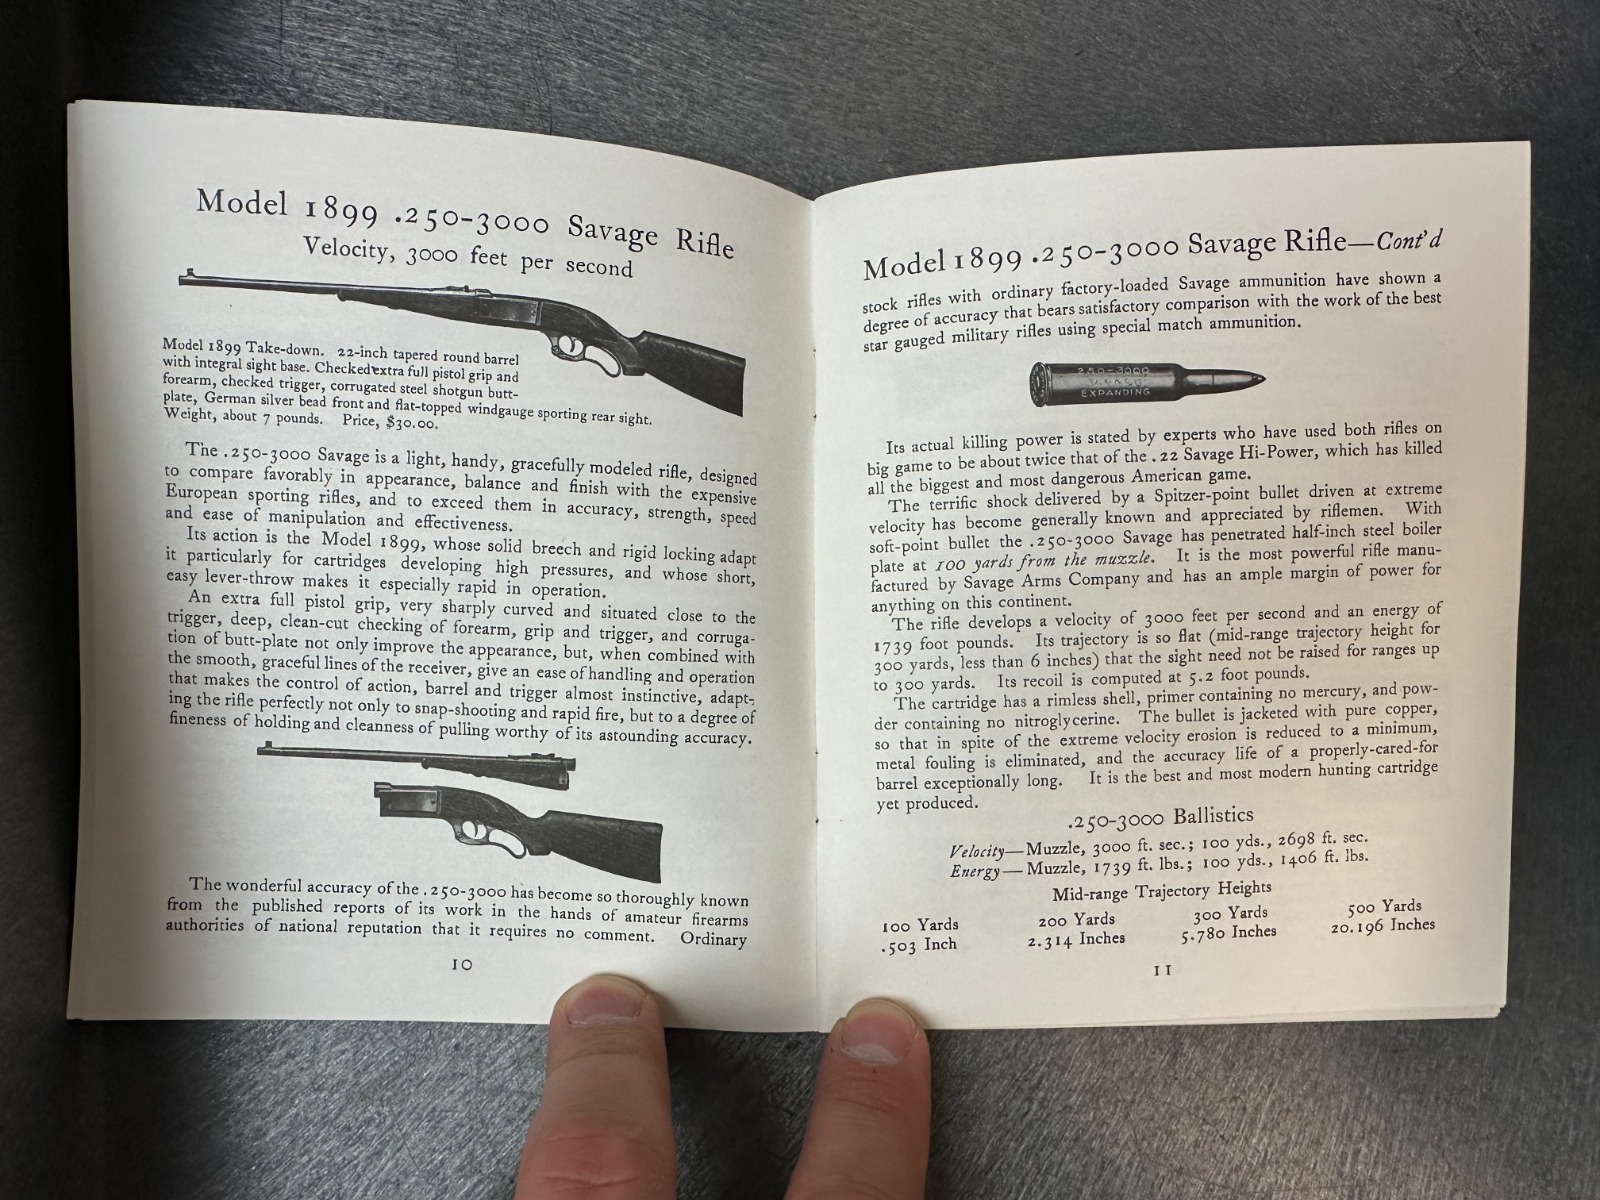 Model 1899 .250-3000 Savage Rifle
Velocity, 3000 feet per second
Model 1899 Take-down. 22-inch tapered round barrel
with integral sight base. Checked extra full pistol grip and
forearm, checked trigger, corrugated steel shotgun butt-
plate, German silver bead front and flat-topped windgauge sporting rear sight.
Weight, about 7 pounds. Price, $30.00.
The .250-3000 Savage is a light, handy, gracefully modeled rifle, designed
to compare favorably in appearance, balance and finish with the expensive
European sporting rifles, and to exceed them in accuracy, strength, speed
and ease of manipulation and effectiveness.
Its action is the Model 1899, whose solid breech and rigid locking adapt
it particularly for cartridges developing high pressures, and whose short,
easy lever-throw makes it especially rapid in operation.
An extra full pistol grip, very sharply curved and situated close to the
trigger, deep, clean-cut checking of forearm, grip and trigger, and corruga-
tion of butt-plate not only improve the appearance, but, when combined with
the smooth, graceful lines of the receiver, give an ease of handling and operation
that makes the control of action, barrel and trigger almost instinctive, adapt-
ing the rifle perfectly not only to snap-shooting and rapid fire, but to a degree of
fineness of holding and cleanness of pulling worthy of its astounding accuracy.
The wonderful accuracy of the .250-3000 has become so thoroughly known
from the published reports of its work in the hands of amateur firearms
authorities of national reputation that it requires no comment. Ordinary
10
Model 1899 .250-3000 Savage Rifle—Cont'd
stock rifles with ordinary factory-loaded Savage ammunition have shown a
degree of accuracy that bears satisfactory comparison with the work of the best
star gauged military rifles using special match ammunition.
250-3000
SAVAGE
EXPANDING
Its actual killing power is stated by experts who have used both rifles on
big game to be about twice that of the .22 Savage Hi-Power, which has killed
all the biggest and most dangerous American game.
The terrific shock delivered by a Spitzer-point bullet driven at extreme
velocity has become generally known and appreciated by riflemen. With
soft-point bullet the .250-3000 Savage has penetrated half-inch steel boiler
plate at 100 yards from the muzzle. It is the most powerful rifle manu-
factured by Savage Arms Company and has an ample margin of power for
anything on this continent.
The rifle develops a velocity of 3000 feet per second and an energy of
1739 foot pounds. Its trajectory is so flat (mid-range trajectory height for
300 yards, less than 6 inches) that the sight need not be raised for ranges up
to 300 yards. Its recoil is computed at 5.2 foot pounds.
The cartridge has a rimless shell, primer containing no mercury, and pow-
der containing no nitroglycerine. The bullet is jacketed with pure copper,
so that in spite of the extreme velocity erosion is reduced to a minimum,
metal fouling is eliminated, and the accuracy life of a properly-cared-for
barrel exceptionally long. It is the best and most modern hunting cartridge
yet produced.
.250-3000 Ballistics
Velocity—Muzzle, 3000 ft. sec.; 100 yds., 2698 ft. sec.
Energy—Muzzle, 1739 ft. lbs.; 100 yds., 1406 ft. lbs.
Mid-range Trajectory Heights
100 Yards 200 Yards 300 Yards 500 Yards
.503 Inch 2.314 Inches 5.780 Inches 20.196 Inches
11